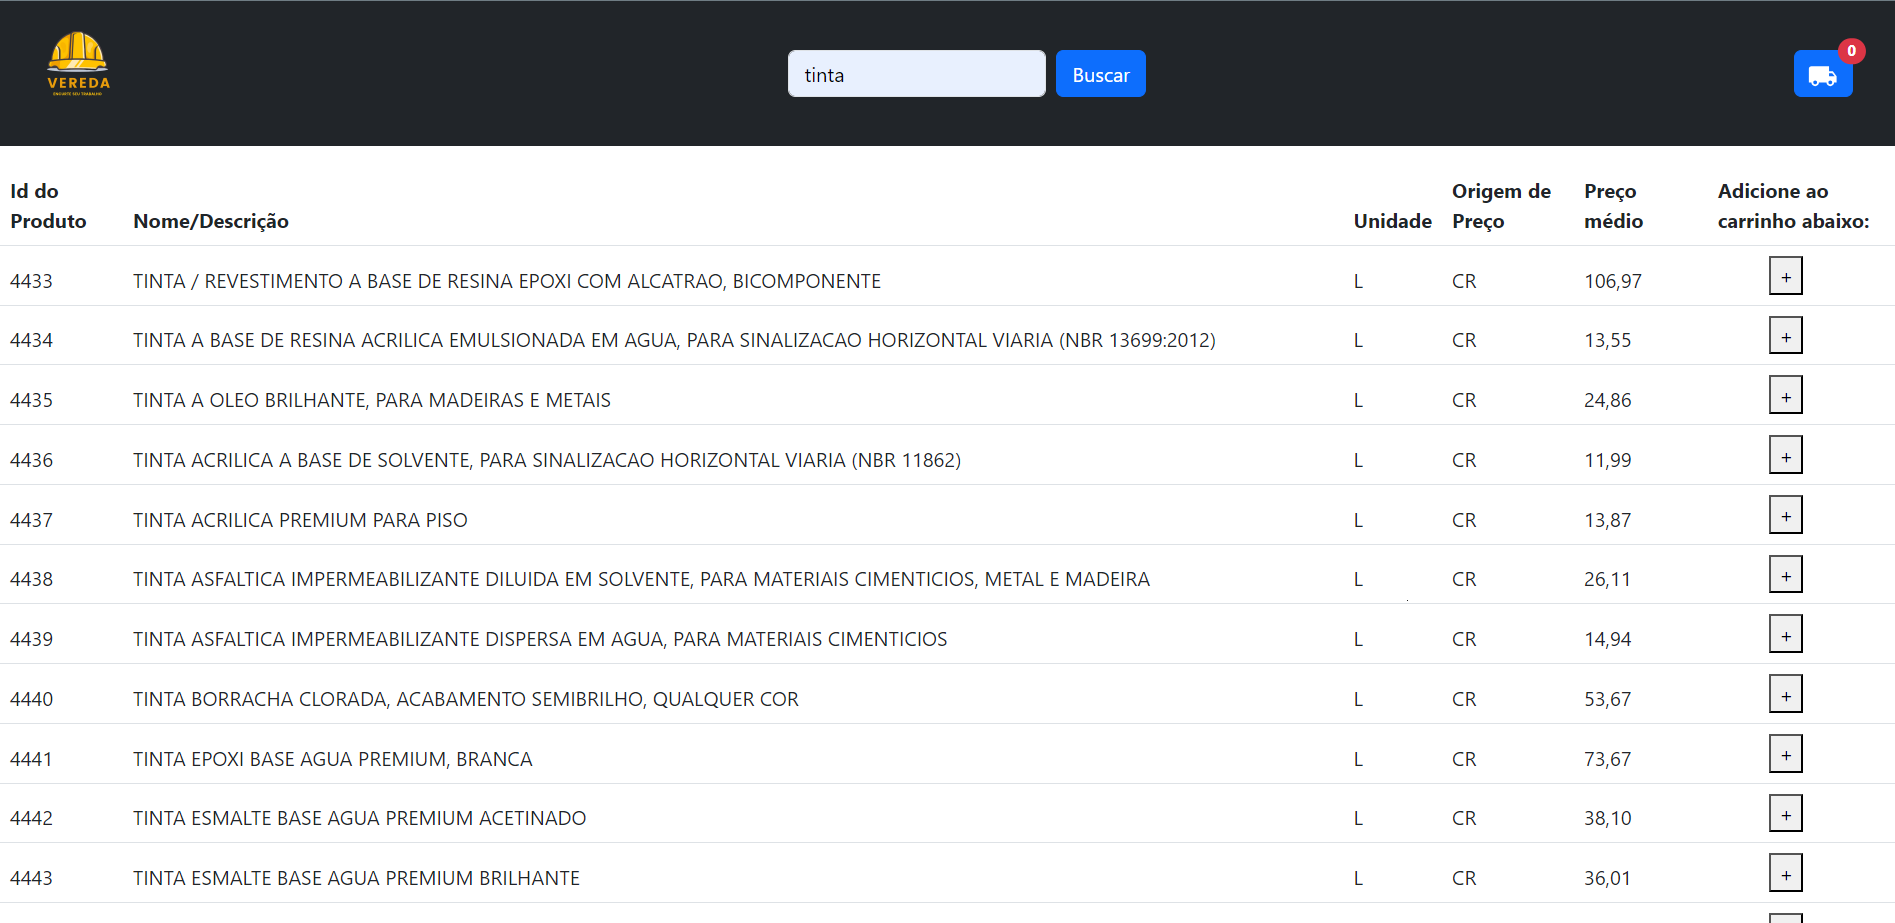 VEREDA
ENCURTE SEU TRABALHO
tinta
Buscar
0
Id do Produto
Nome/Descrição
Unidade
Origem de Preço
Preço médio
Adicione ao carrinho abaixo:
4433 TINTA / REVESTIMENTO A BASE DE RESINA EPOXI COM ALCATRAO, BICOMPONENTE L CR 106,97 +
4434 TINTA A BASE DE RESINA ACRILICA EMULSIONADA EM AGUA, PARA SINALIZACAO HORIZONTAL VIARIA (NBR 13699:2012) L CR 13,55 +
4435 TINTA A OLEO BRILHANTE, PARA MADEIRAS E METAIS L CR 24,86 +
4436 TINTA ACRILICA A BASE DE SOLVENTE, PARA SINALIZACAO HORIZONTAL VIARIA (NBR 11862) L CR 11,99 +
4437 TINTA ACRILICA PREMIUM PARA PISO L CR 13,87 +
4438 TINTA ASFALTICA IMPERMEABILIZANTE DILUIDA EM SOLVENTE, PARA MATERIAIS CIMENTICIOS, METAL E MADEIRA L CR 26,11 +
4439 TINTA ASFALTICA IMPERMEABILIZANTE DISPERSA EM AGUA, PARA MATERIAIS CIMENTICIOS L CR 14,94 +
4440 TINTA BORRACHA CLORADA, ACABAMENTO SEMIBRILHO, QUALQUER COR L CR 53,67 +
4441 TINTA EPOXI BASE AGUA PREMIUM, BRANCA L CR 73,67 +
4442 TINTA ESMALTE BASE AGUA PREMIUM ACETINADO L CR 38,10 +
4443 TINTA ESMALTE BASE AGUA PREMIUM BRILHANTE L CR 36,01 +